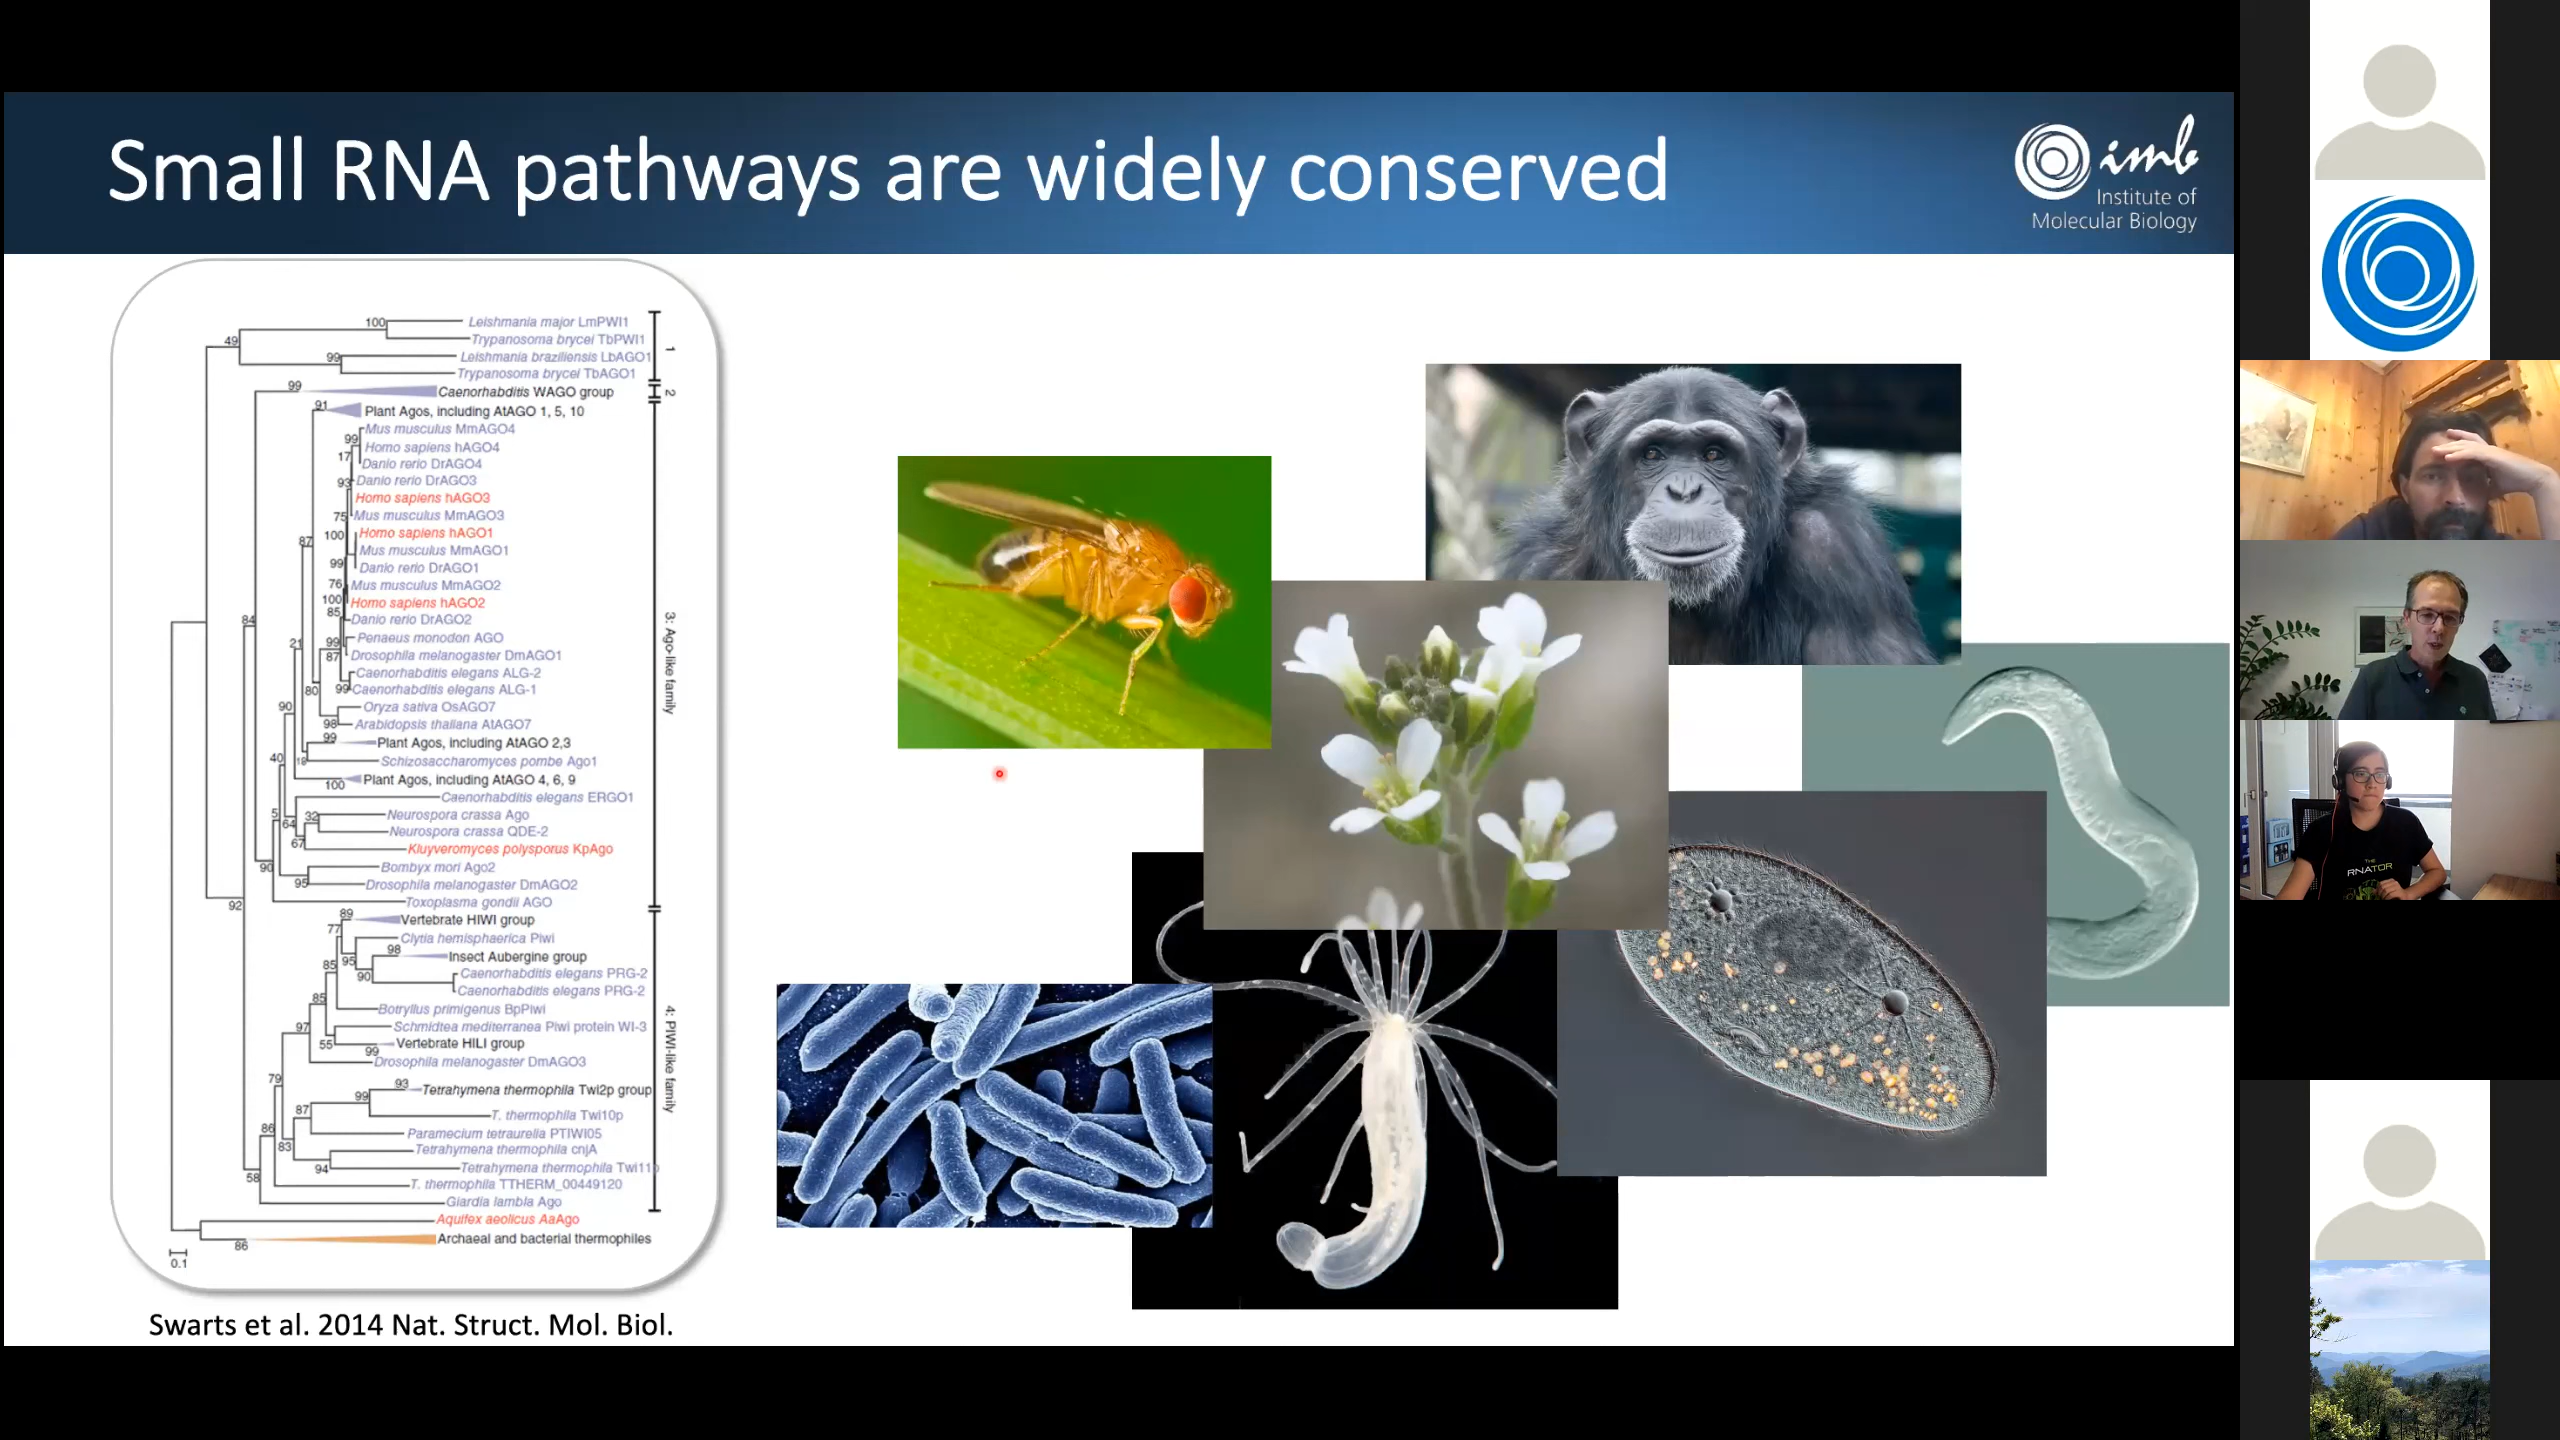 Small RNA pathways are widely conserved
imb
Institute of
Molecular Biology
100
Leishmania major LmPWI1
Trypanosoma brycei TbPWI1
49
99
Leishmania braziliensis LbAGO1
Trypanosoma brycei TbAGO1
1
99
Caenorhabditis WAGO group
2
91
Plant Agos, including AtAGO 1, 5, 10
Mus musculus MmAGO4
99
Homo sapiens hAGO4
17
Danio rerio DrAGO4
93
Danio rerio DrAGO3
Homo sapiens hAGO3
75
Mus musculus MmAGO3
100
Homo sapiens hAGO1
87
Mus musculus MmAGO1
99
Danio rerio DrAGO1
76
Mus musculus MmAGO2
100
Homo sapiens hAGO2
85
Danio rerio DrAGO2
84
Penaeus monodon AGO
99
21
87
Drosophila melanogaster DmAGO1
Caenorhabditis elegans ALG-2
80
99
Caenorhabditis elegans ALG-1
3: Ago-like family
90
Oryza sativa OsAGO7
98
Arabidopsis thaliana AtAGO7
99
Plant Agos, including AtAGO 2,3
40
18
Schizosaccharomyces pombe Ago1
100
Plant Agos, including AtAGO 4, 6, 9
Caenorhabditis elegans ERGO1
5
64
32
Neurospora crassa Ago
Neurospora crassa QDE-2
67
Kluyveromyces polysporus KpAgo
90
Bombyx mori Ago2
95
Drosophila melanogaster DmAGO2
Toxoplasma gondii AGO
92
89
Vertebrate HIWI group
77
Clytia hemisphaerica Piwi
98
Insect Aubergine group
85
95
90
Caenorhabditis elegans PRG-2
Caenorhabditis elegans PRG-2
85
Botryllus primigenus BpPiwi
97
Schmidtea mediterranea Piwi protein WI-3
55
99
Vertebrate HILI group
Drosophila melanogaster DmAGO3
4: PIWI-like family
79
93
Tetrahymena thermophila Twi2p group
99
87
T. thermophila Twi10p
86
Paramecium tetraurelia PTIWI05
83
Tetrahymena thermophila cnjA
94
Tetrahymena thermophila Twi11p
58
T. thermophila TTHERM_00449120
Giardia lambla Ago
Aquifex aeolicus AaAgo
86
Archaeal and bacterial thermophiles
0.1
Swarts et al. 2014 Nat. Struct. Mol. Biol.
THE
RNATOR